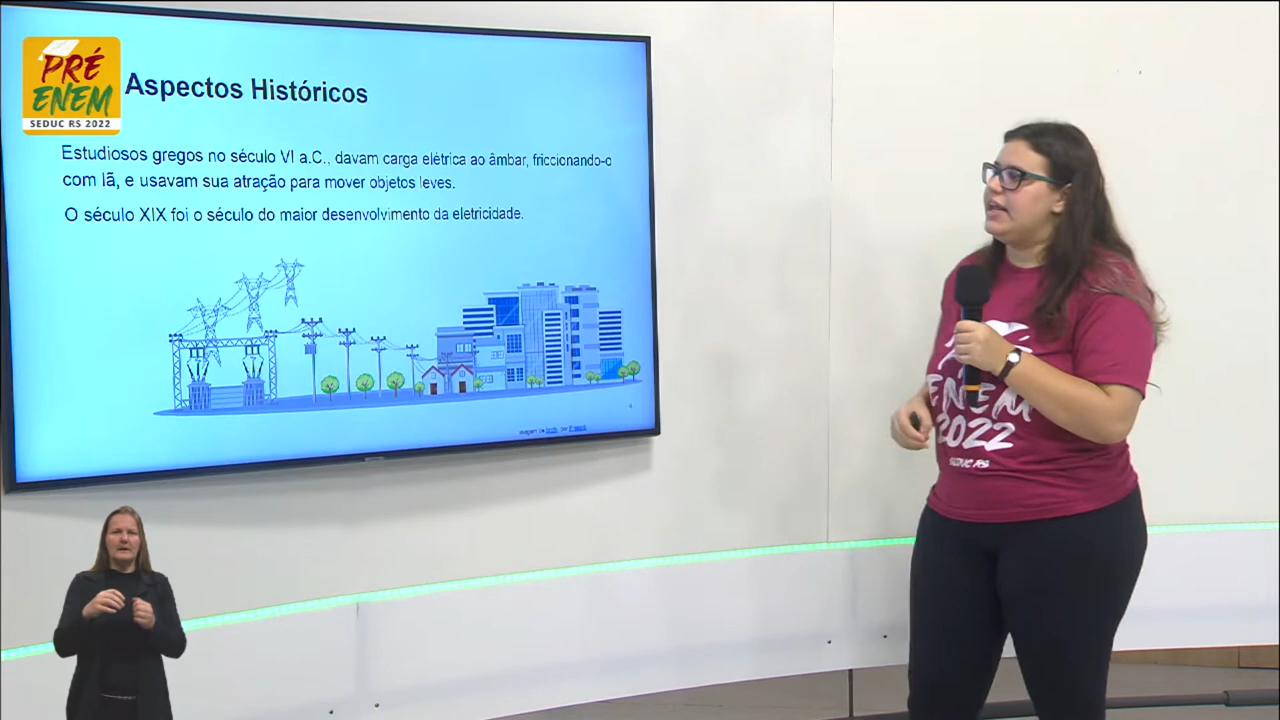 PRÉ
ENEM
SEDUC RS 2022
Aspectos Históricos
Estudiosos gregos no século VI a.C., davam carga elétrica ao âmbar, friccionando-o
com lã, e usavam sua atração para mover objetos leves.
O século XIX foi o século do maior desenvolvimento da eletricidade.
ENEM
2022
SEDUC RS